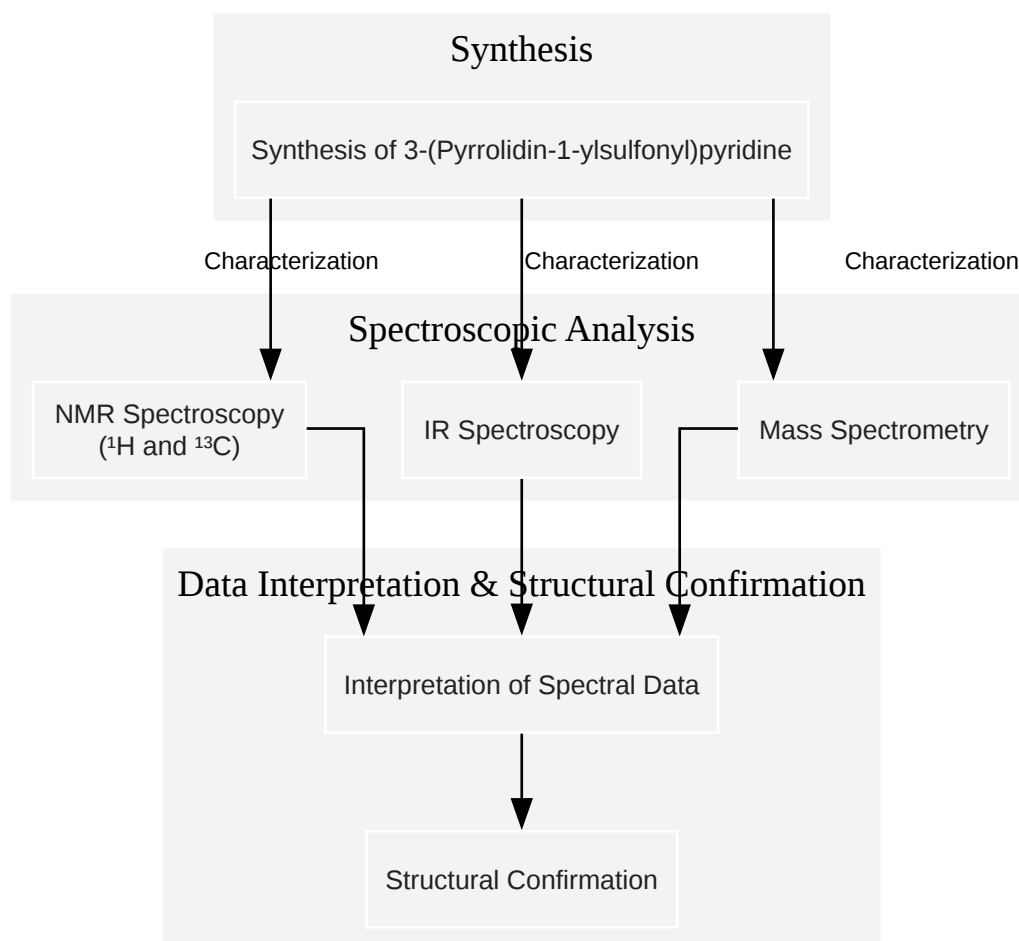 Synthesis
Synthesis of 3-(Pyrrolidin-1-ylsulfonyl)pyridine
Characterization
Characterization
Characterization
Spectroscopic Analysis
NMR Spectroscopy
(¹H and ¹³C)
IR Spectroscopy
Mass Spectrometry
Data Interpretation & Structural Confirmation
Interpretation of Spectral Data
Structural Confirmation